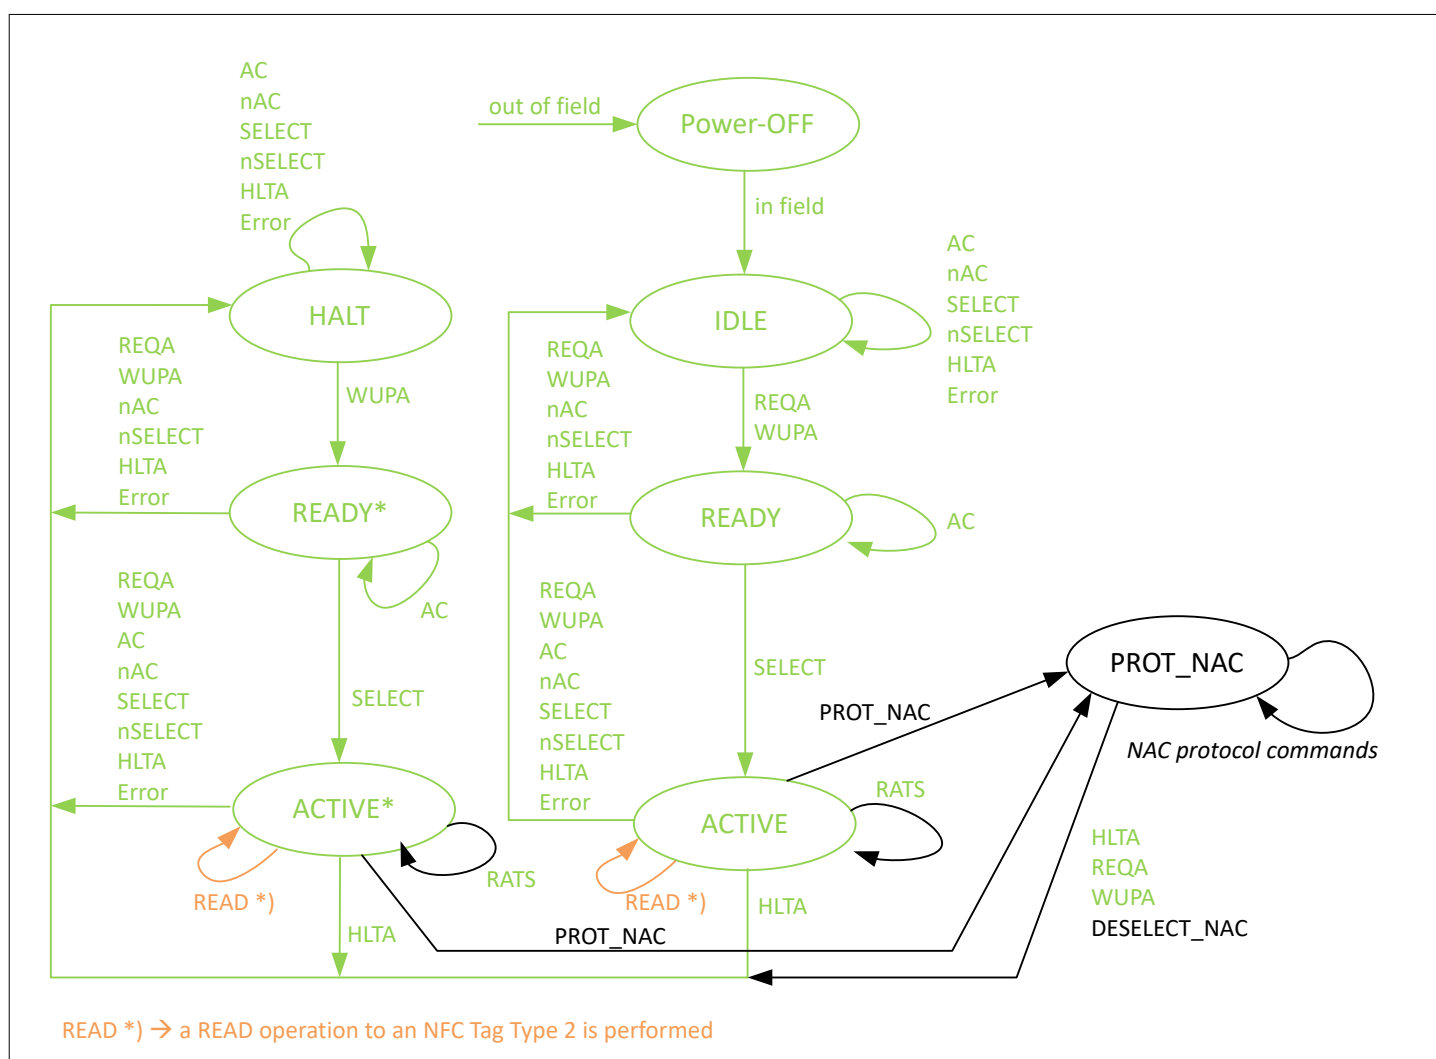 AC
nAC
SELECT
nSELECT
HLTA
Error
out of field
Power-OFF
in field
HALT
IDLE
AC
nAC
SELECT
nSELECT
HLTA
Error
REQA
WUPA
nAC
nSELECT
HLTA
Error
WUPA
REQA
WUPA
nAC
nSELECT
HLTA
Error
REQA
WUPA
READY*
AC
READY
AC
REQA
WUPA
AC
nAC
SELECT
nSELECT
HLTA
Error
SELECT
REQA
WUPA
AC
nAC
SELECT
nSELECT
HLTA
Error
SELECT
PROT_NAC
PROT_NAC
NAC protocol commands
ACTIVE*
RATS
READ *)
HLTA
ACTIVE
RATS
READ *)
HLTA
PROT_NAC
HLTA
REQA
WUPA
DESELECT_NAC
READ *) → a READ operation to an NFC Tag Type 2 is performed